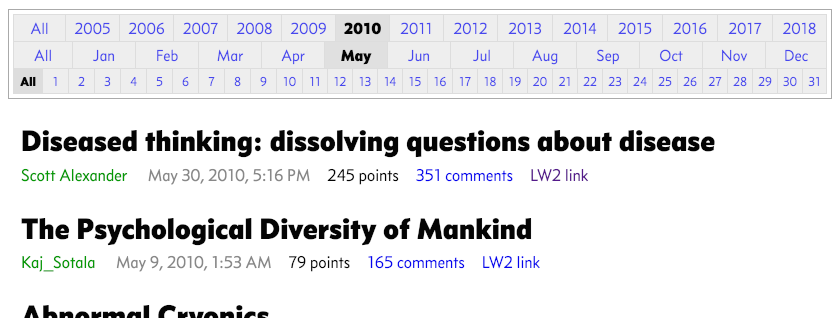 All 2005 2006 2007 2008 2009 2010 2011 2012 2013 2014 2015 2016 2017 2018
All Jan Feb Mar Apr May Jun Jul Aug Sep Oct Nov Dec
All 1 2 3 4 5 6 7 8 9 10 11 12 13 14 15 16 17 18 19 20 21 22 23 24 25 26 27 28 29 30 31
Diseased thinking: dissolving questions about disease
Scott Alexander May 30, 2010, 5:16 PM 245 points 351 comments LW2 link
The Psychological Diversity of Mankind
Kaj_Sotala May 9, 2010, 1:53 AM 79 points 165 comments LW2 link
Abnormal Cryonics